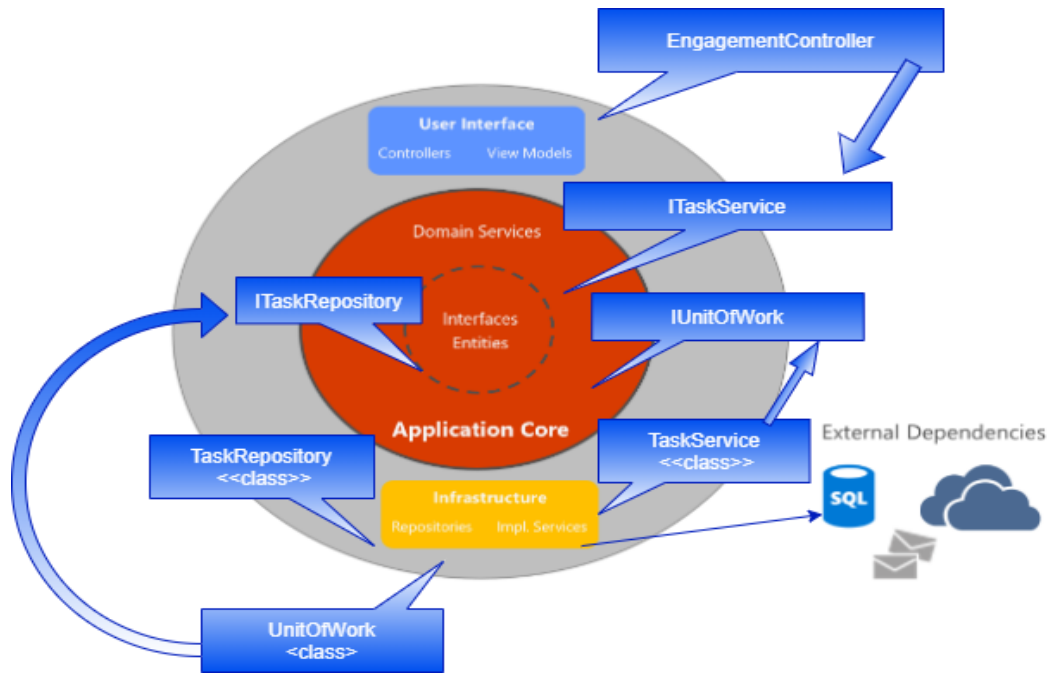 EngagementController
User Interface
Controllers View Models
ITaskService
Domain Services
ITaskRepository
Interfaces
Entities
IUnitOfWork
Application Core
TaskRepository
<<class>>
TaskService
<<class>>
External Dependencies
Infrastructure
Repositories Impl. Services
SQL
UnitOfWork
<class>